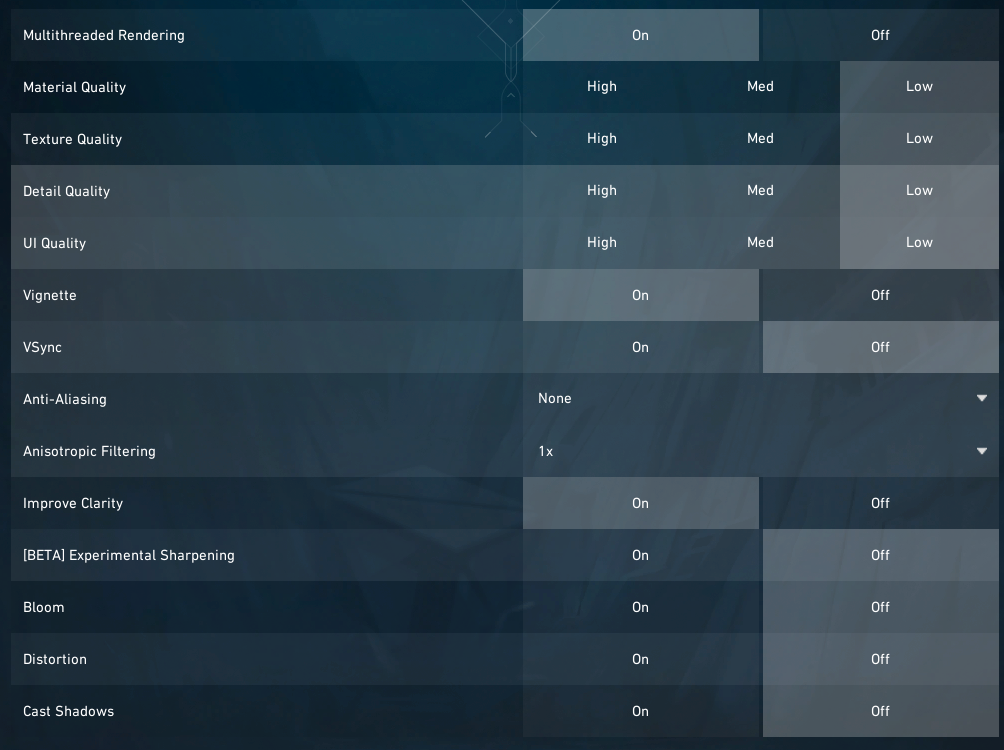 Multithreaded Rendering On Off
Material Quality High Med Low
Texture Quality High Med Low
Detail Quality High Med Low
UI Quality High Med Low
Vignette On Off
VSync On Off
Anti-Aliasing None
Anisotropic Filtering 1x
Improve Clarity On Off
[BETA] Experimental Sharpening On Off
Bloom On Off
Distortion On Off
Cast Shadows On Off